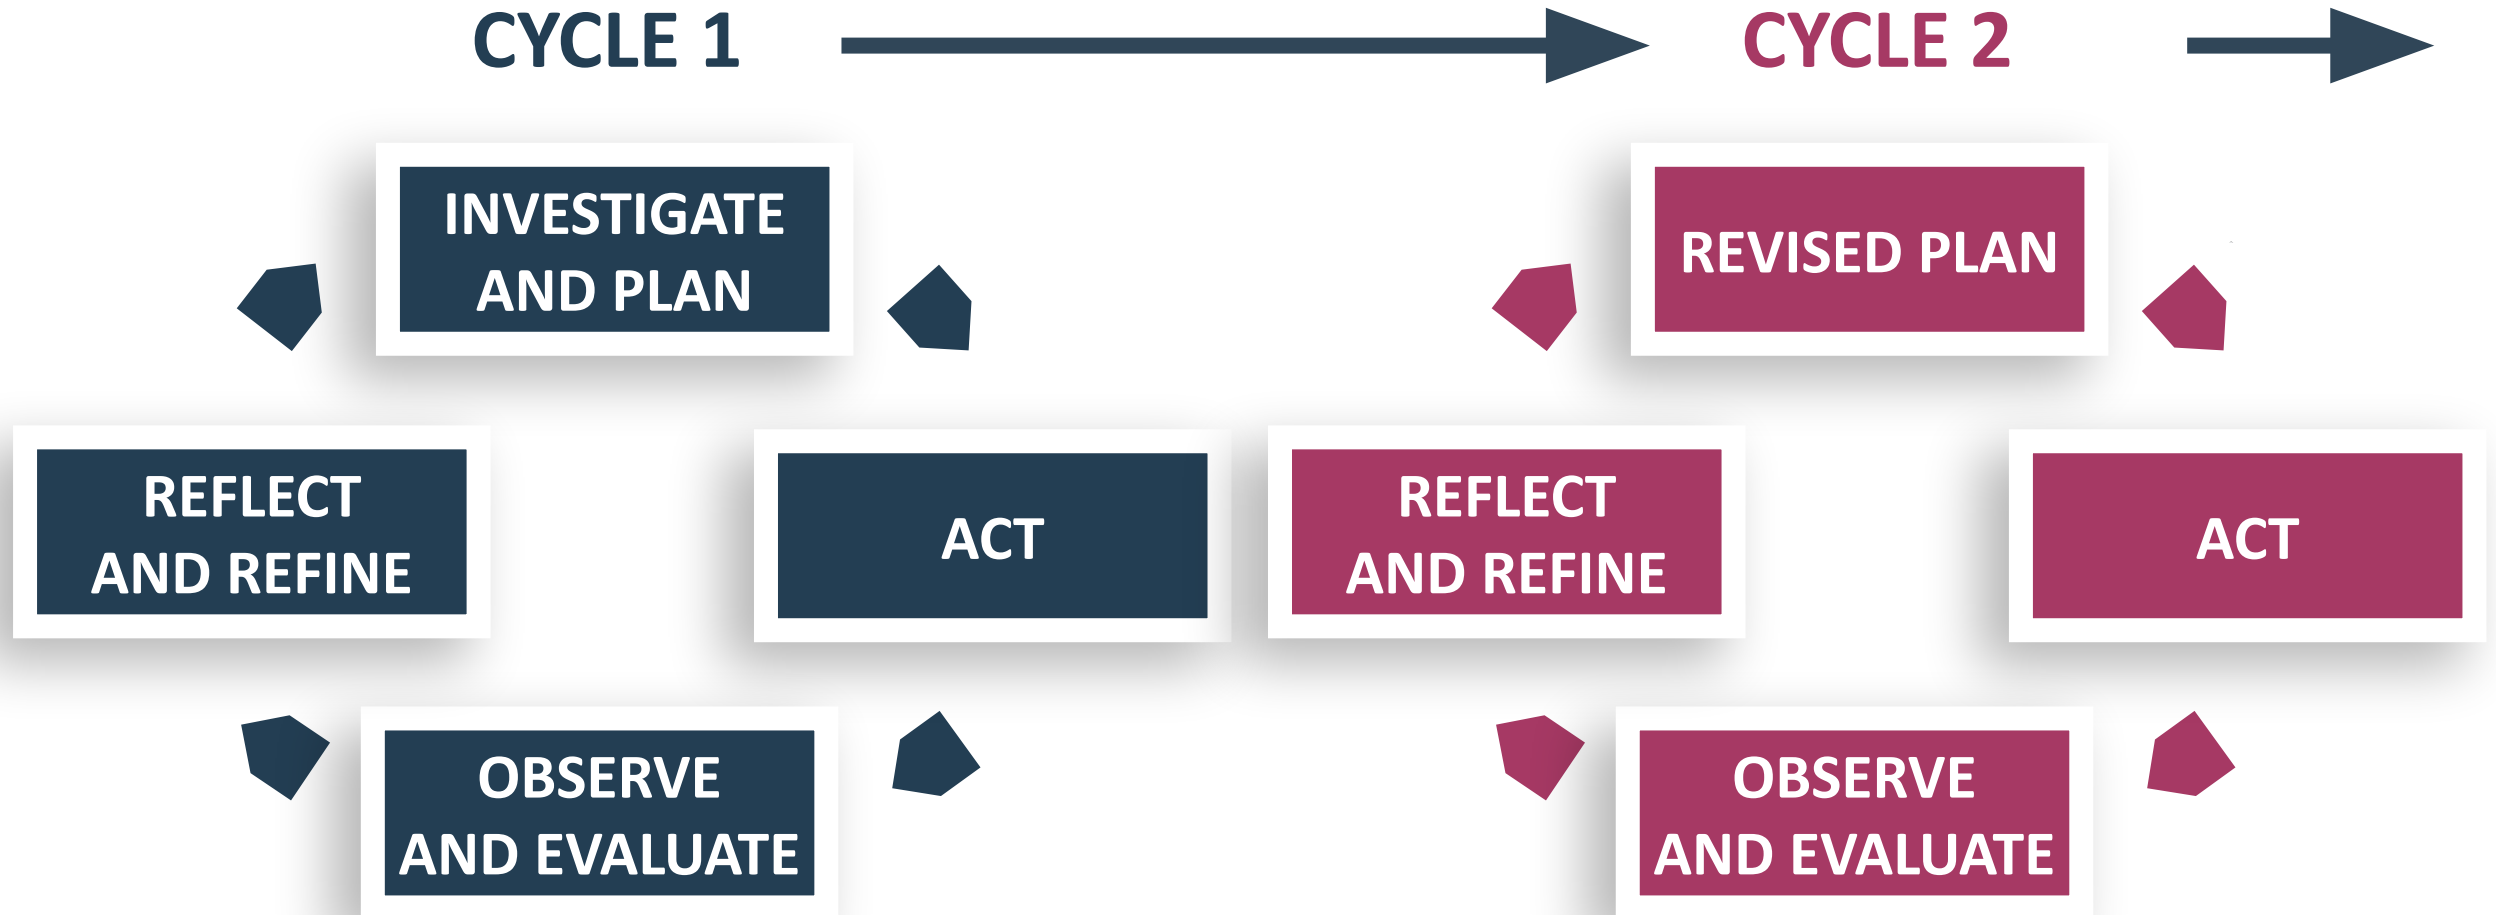 CYCLE 1
CYCLE 2
INVESTIGATE
AND PLAN
REFLECT
AND REFINE
ACT
OBSERVE
AND EVALUATE
REVISED PLAN
REFLECT
AND REFINE
ACT
OBSERVE
AND EVALUATE